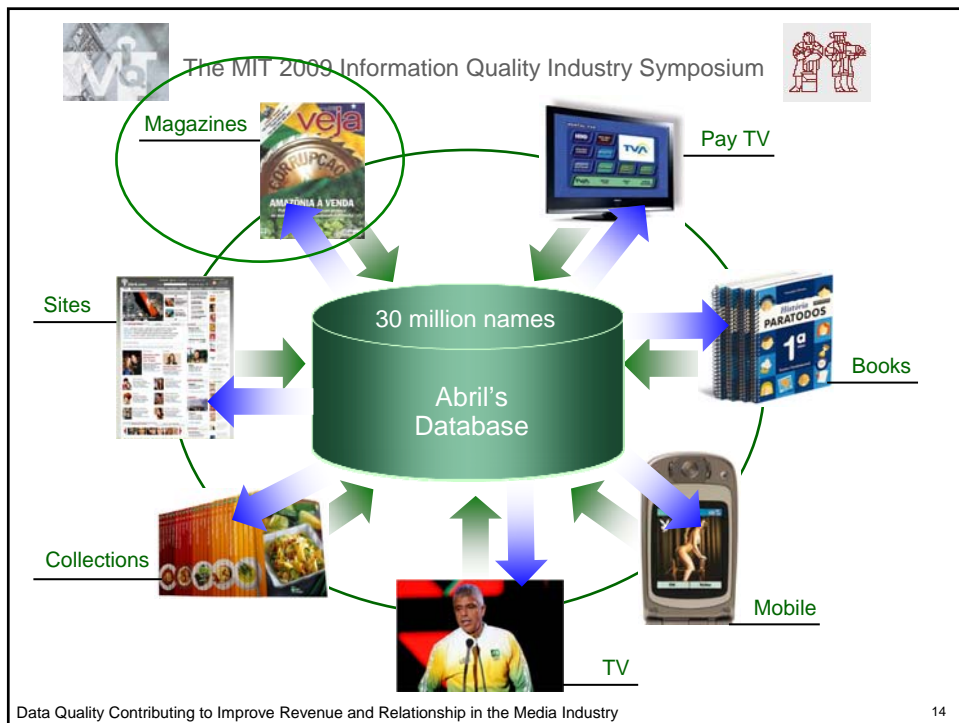 The MIT 2009 Information Quality Industry Symposium
Magazines
veja
CORRUPÇÃO
AMAZÔNIA À VENDA
Pay TV
TVA
Sites
30 million names
Abril's
Database
História
PARATODOS
1ª
Books
Collections
Mobile
TV
Data Quality Contributing to Improve Revenue and Relationship in the Media Industry
14